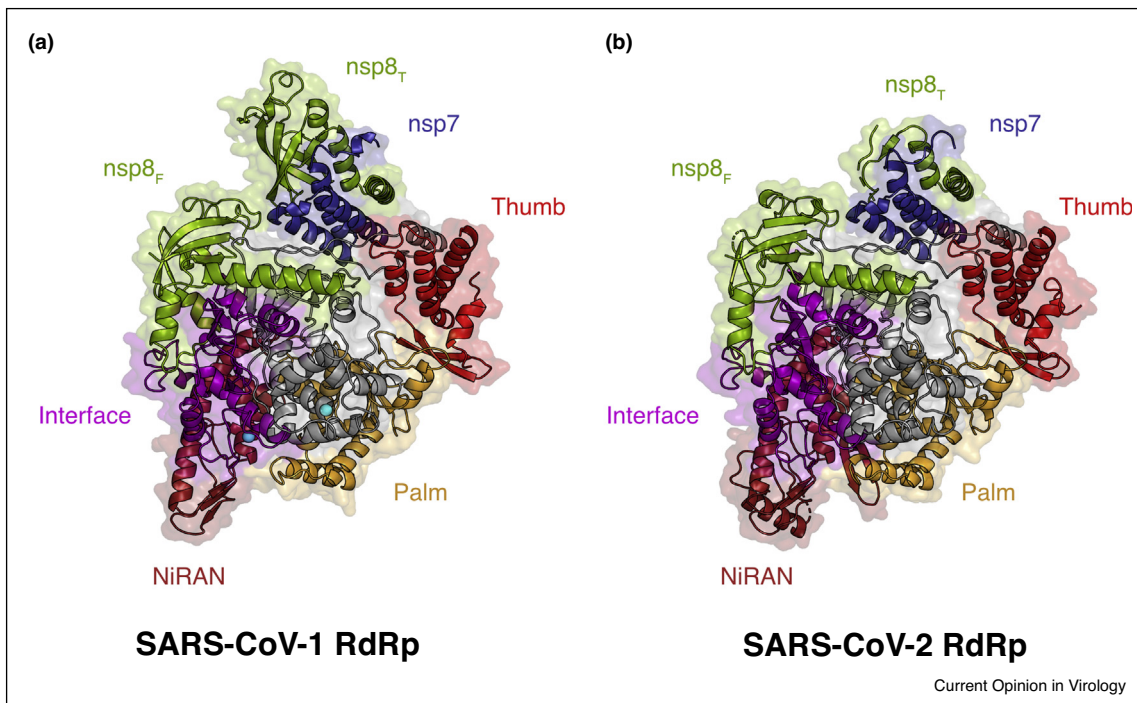 (a)
nsp8T
nsp7
nsp8F
Thumb
Interface
Palm
NiRAN
SARS-CoV-1 RdRp
(b)
nsp8T
nsp7
nsp8F
Thumb
Interface
Palm
NiRAN
SARS-CoV-2 RdRp
Current Opinion in Virology